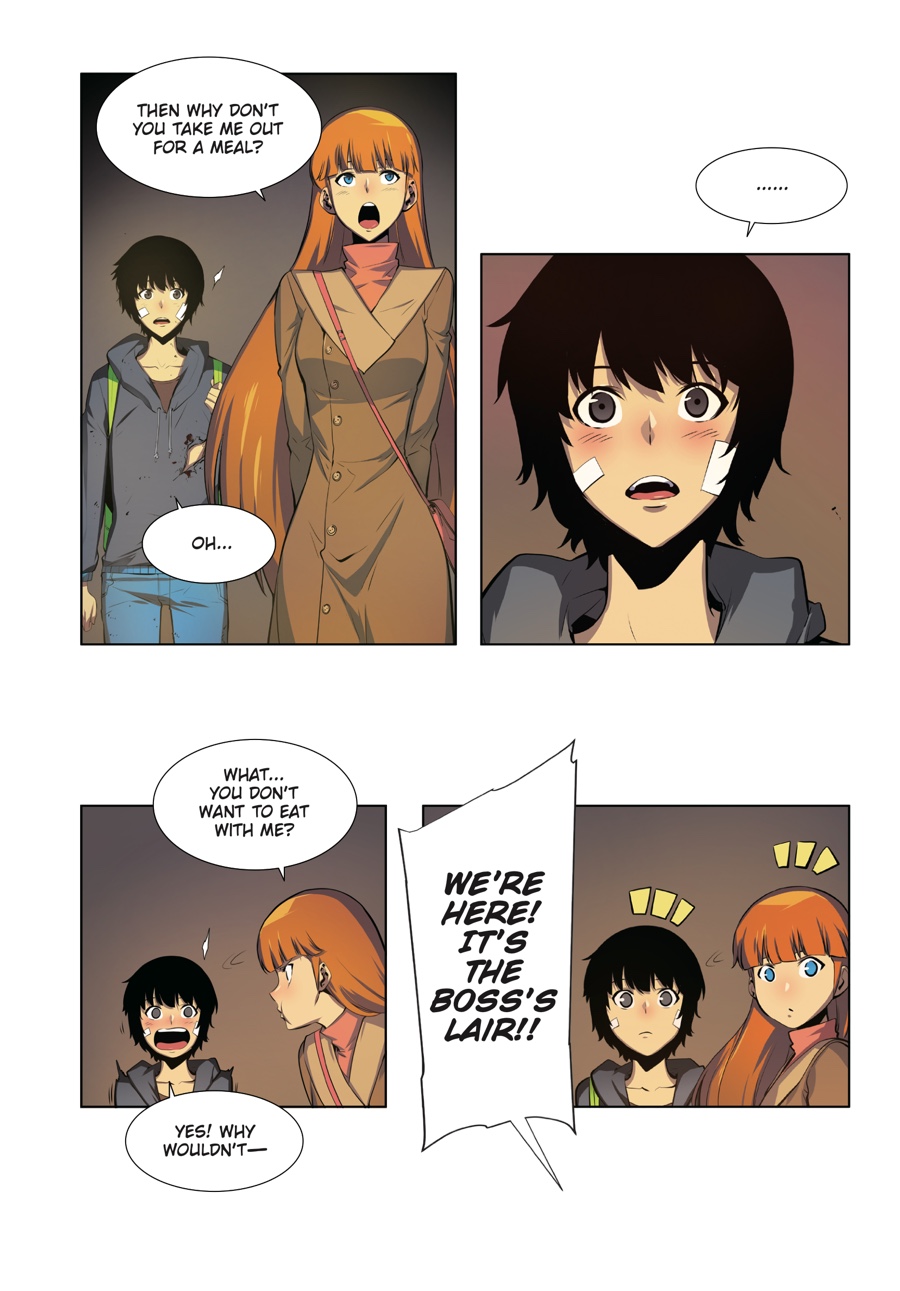 THEN WHY DON'T
YOU TAKE ME OUT
FOR A MEAL?
OH...
......
WHAT...
YOU DON'T
WANT TO EAT
WITH ME?
YES! WHY
WOULDN'T—
WE'RE
HERE!
IT'S
THE
BOSS'S
LAIR!!